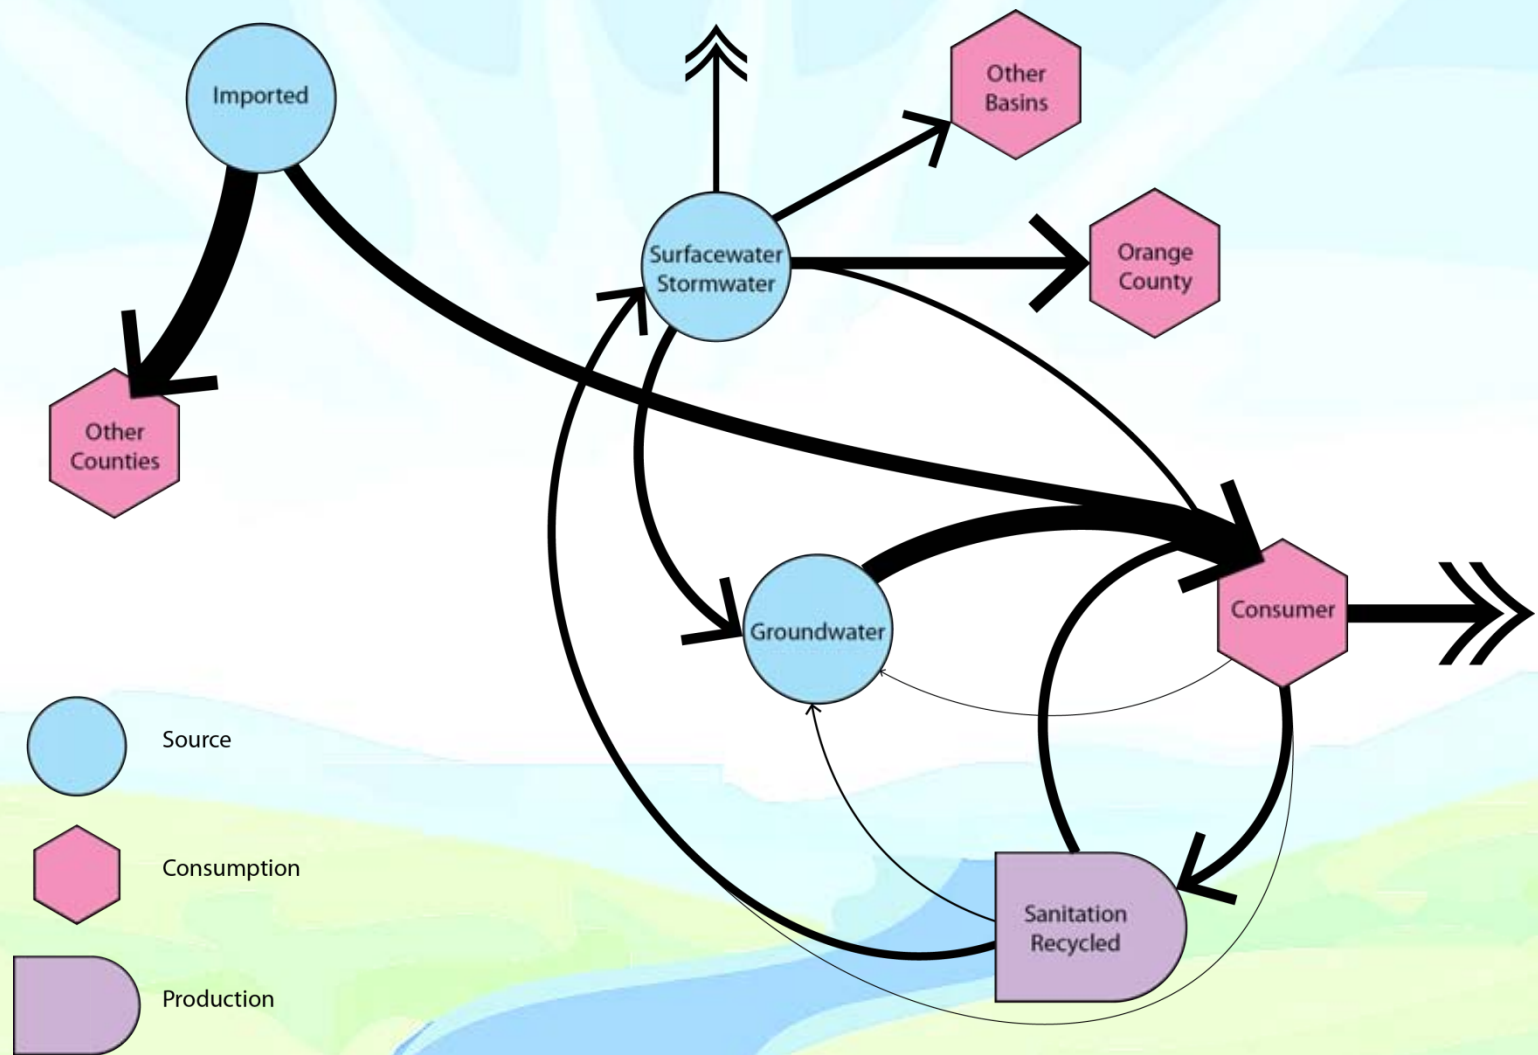 Imported
Other
Basins
Surfacewater
Stormwater
Orange
County
Other
Counties
Groundwater
Consumer
Source
Consumption
Sanitation
Recycled
Production